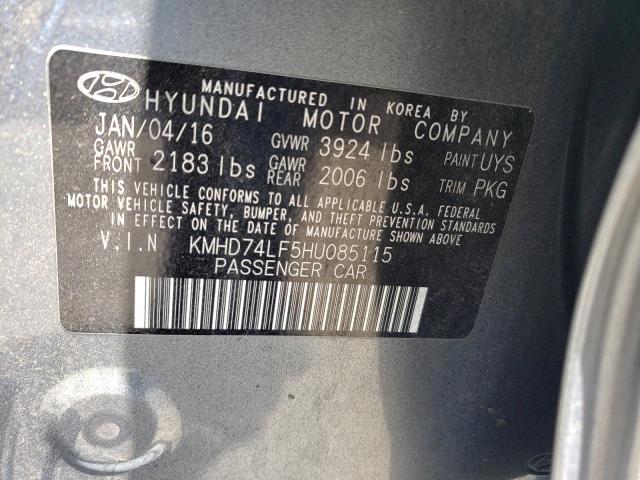 MANUFACTURED IN KOREA BY
HYUNDAI MOTOR COMPANY
JAN/04/16 GVWR 3924 lbs PAINT UYS
GAWR FRONT 2183 lbs GAWR REAR 2006 lbs TRIM PKG
THIS VEHICLE CONFORMS TO ALL APPLICABLE U.S.A. FEDERAL
MOTOR VEHICLE SAFETY, BUMPER, AND THEFT PREVENTION STANDARDS
IN EFFECT ON THE DATE OF MANUFACTURE SHOWN ABOVE.
V.I.N KMHD74LF5HU085115
PASSENGER CAR